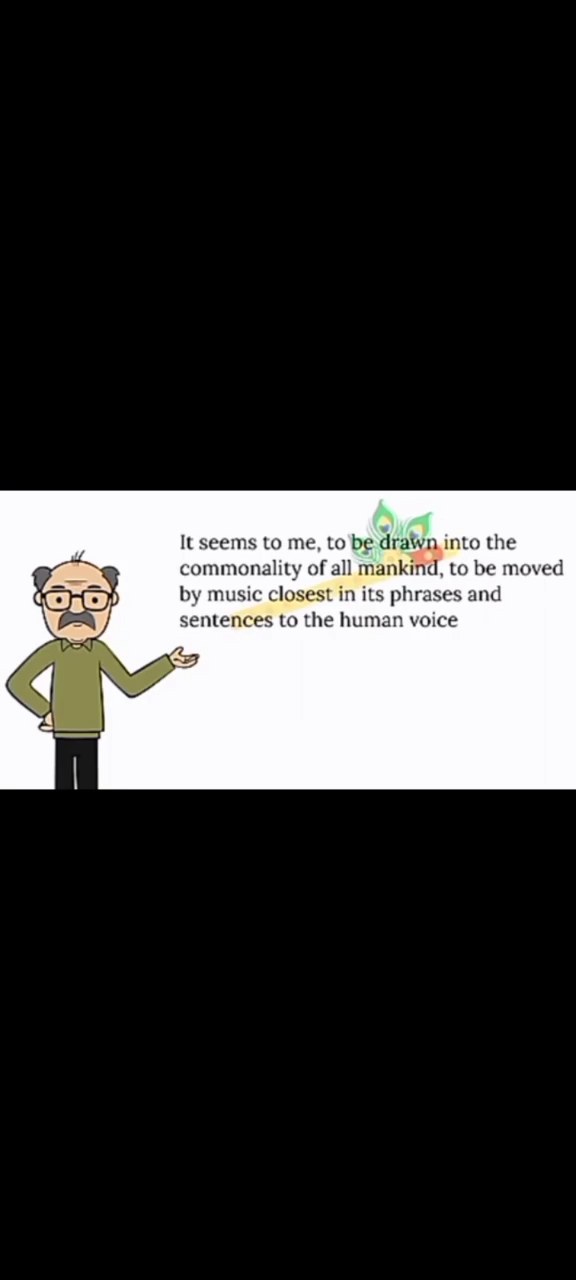 It seems to me, to be drawn into the
commonality of all mankind, to be moved
by music closest in its phrases and
sentences to the human voice